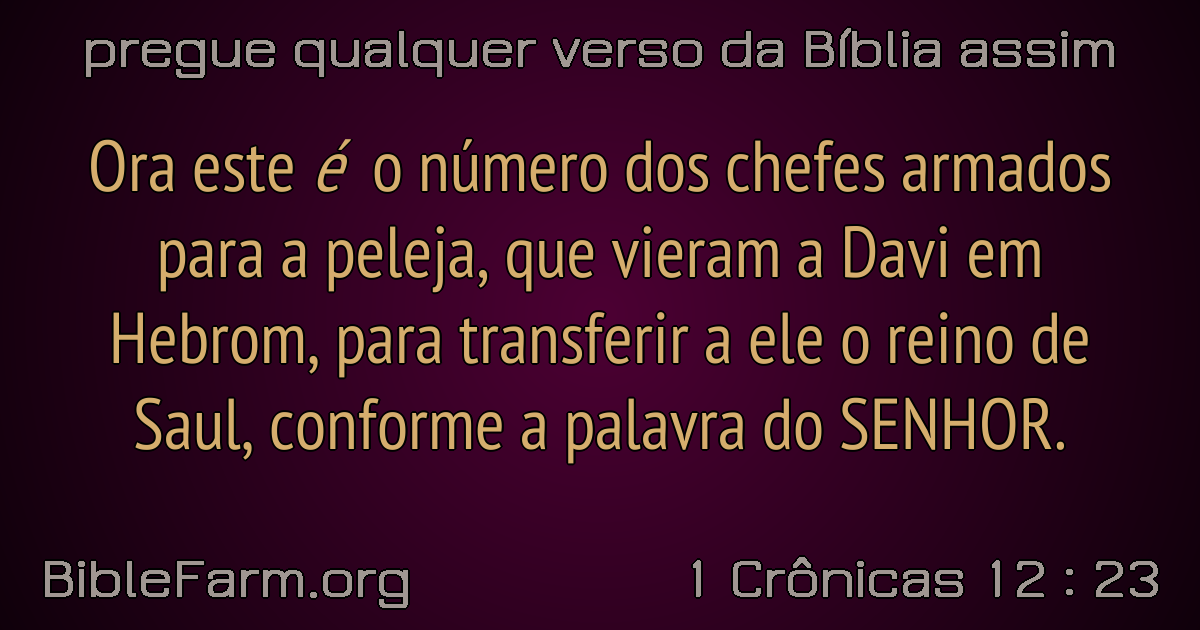 pregue qualquer verso da Bíblia assim
Ora este é o número dos chefes armados
para a peleja, que vieram a Davi em
Hebrom, para transferir a ele o reino de
Saul, conforme a palavra do SENHOR.
BibleFarm.org
1 Crônicas 12 : 23